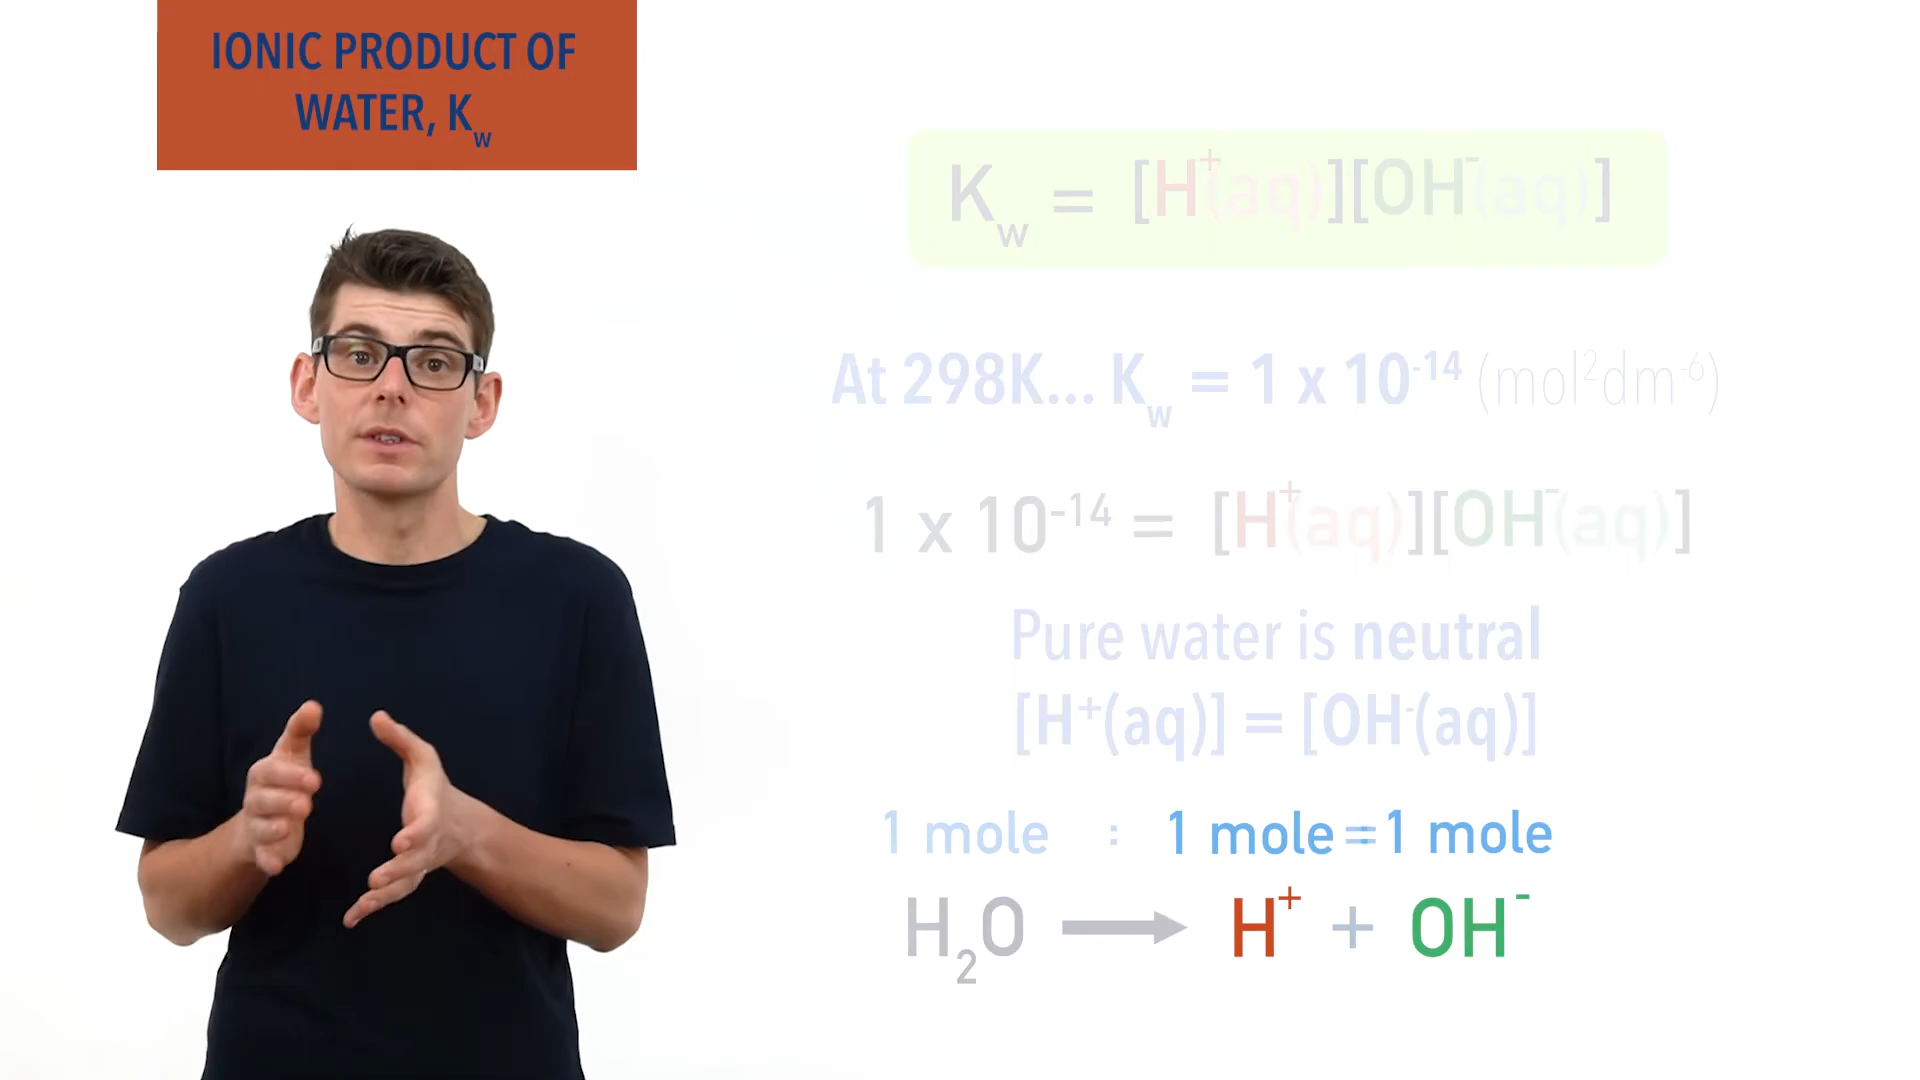 IONIC PRODUCT OF
WATER, Kw
Kw = [H⁺(aq)][OH⁻(aq)]
At 298K... Kw = 1 x 10⁻¹⁴ (mol²dm⁻⁶)
1 x 10⁻¹⁴ = [H⁺(aq)][OH⁻(aq)]
Pure water is neutral
[H⁺(aq)] = [OH⁻(aq)]
1 mole : 1 mole = 1 mole
H₂O ⟶ H⁺ + OH⁻